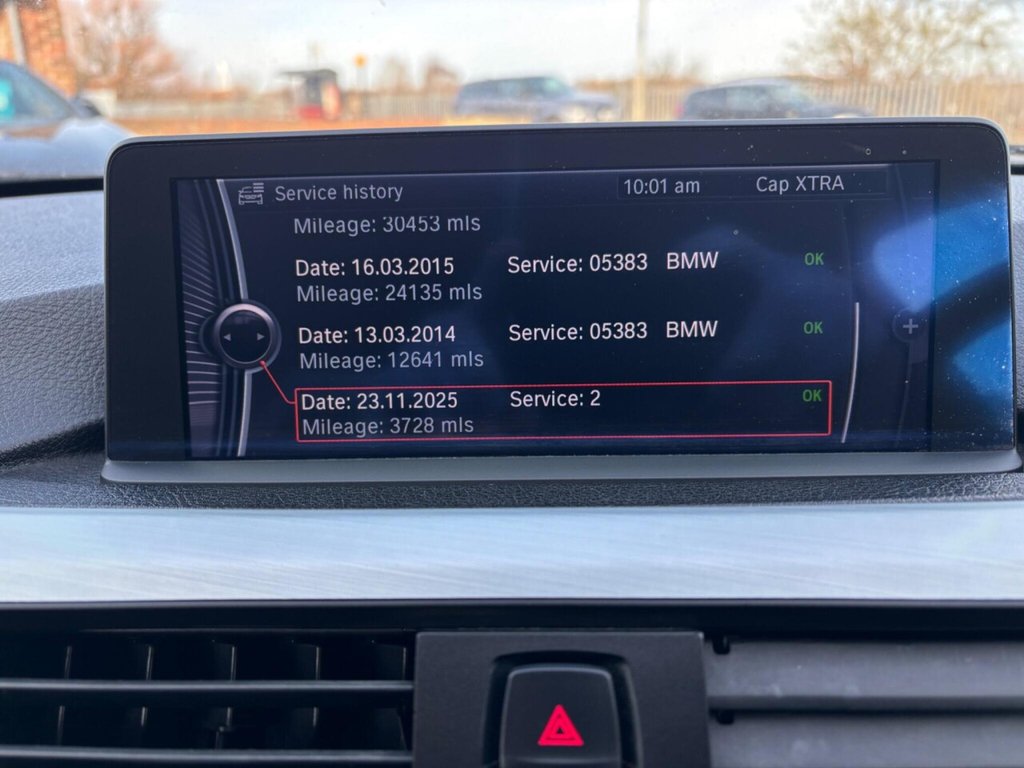 Service history 10:01 am Cap XTRA
Mileage: 30453 mls
Date: 16.03.2015 Service: 05383 BMW OK
Mileage: 24135 mls
Date: 13.03.2014 Service: 05383 BMW OK
Mileage: 12641 mls
Date: 23.11.2025 Service: 2 OK
Mileage: 3728 mls